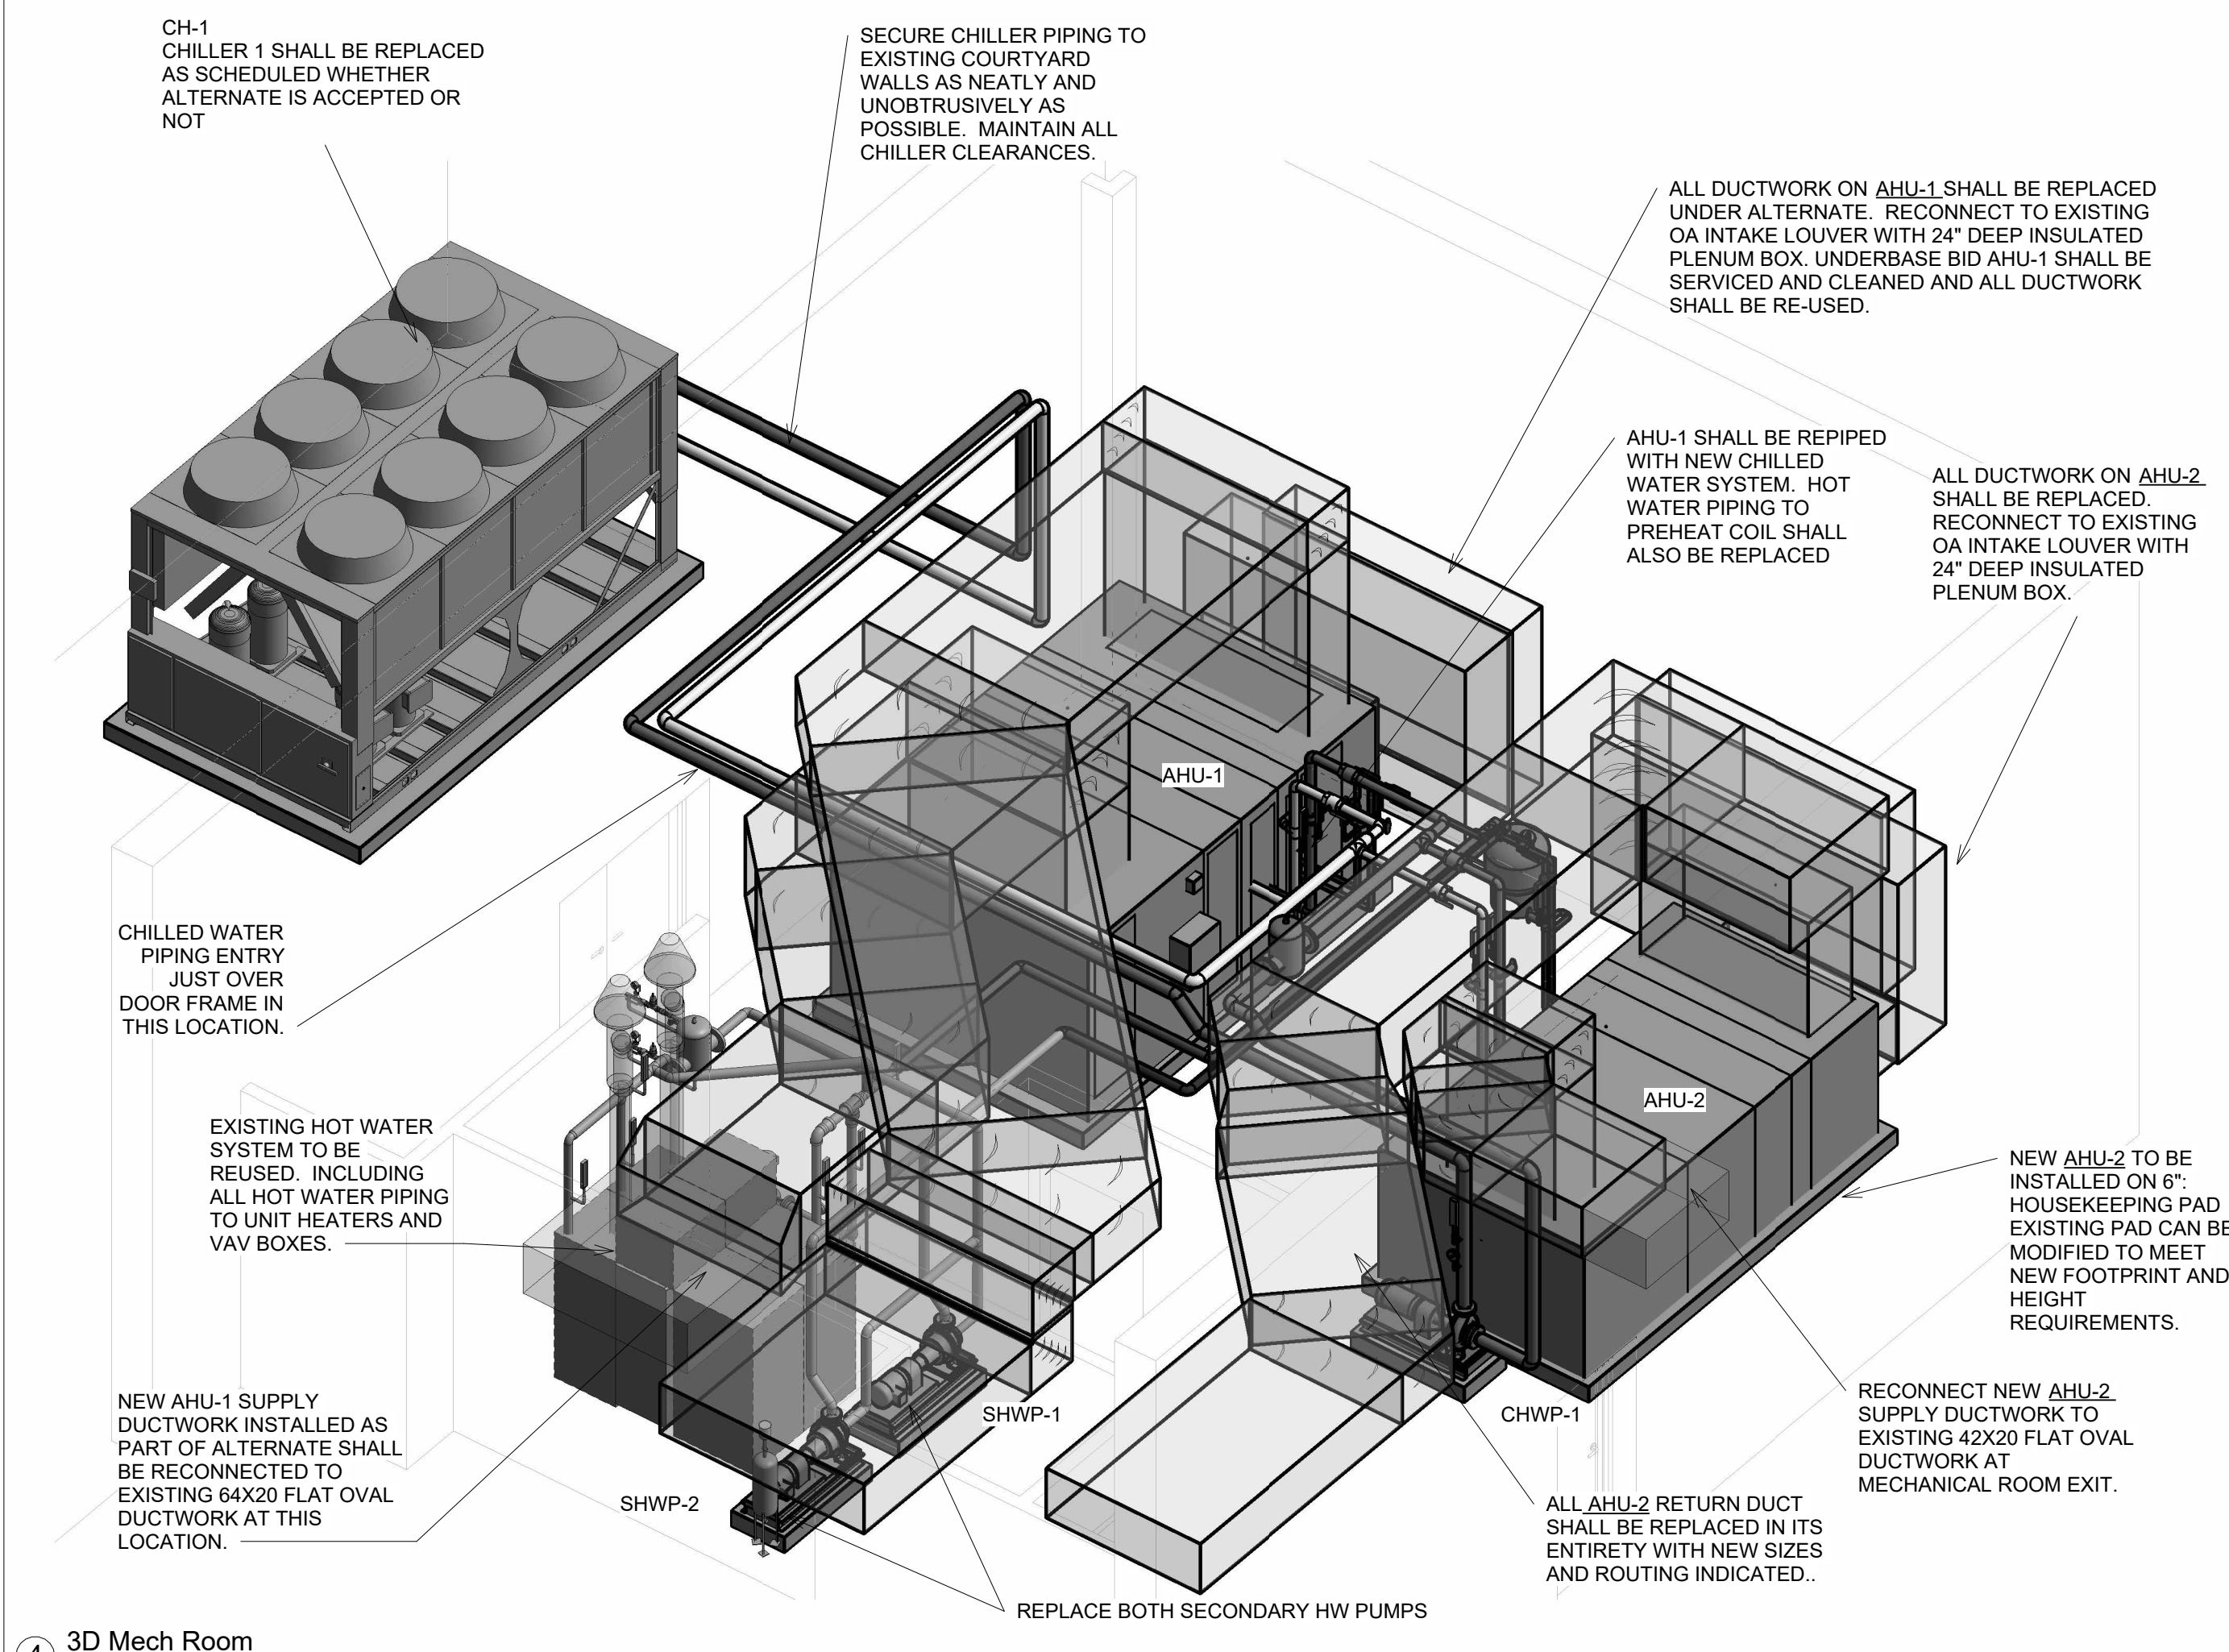 CH-1
CHILLER 1 SHALL BE REPLACED
AS SCHEDULED WHETHER
ALTERNATE IS ACCEPTED OR
NOT
SECURE CHILLER PIPING TO
EXISTING COURTYARD
WALLS AS NEATLY AND
UNOBTRUSIVELY AS
POSSIBLE. MAINTAIN ALL
CHILLER CLEARANCES.
ALL DUCTWORK ON AHU-1 SHALL BE REPLACED
UNDER ALTERNATE. RECONNECT TO EXISTING
OA INTAKE LOUVER WITH 24" DEEP INSULATED
PLENUM BOX. UNDERBASE BID AHU-1 SHALL BE
SERVICED AND CLEANED AND ALL DUCTWORK
SHALL BE RE-USED.
AHU-1 SHALL BE REPIPED
WITH NEW CHILLED
WATER SYSTEM. HOT
WATER PIPING TO
PREHEAT COIL SHALL
ALSO BE REPLACED
ALL DUCTWORK ON AHU-2
SHALL BE REPLACED.
RECONNECT TO EXISTING
OA INTAKE LOUVER WITH
24" DEEP INSULATED
PLENUM BOX.
AHU-1
CHILLED WATER
PIPING ENTRY
JUST OVER
DOOR FRAME IN
THIS LOCATION.
AHU-2
EXISTING HOT WATER
SYSTEM TO BE
REUSED. INCLUDING
ALL HOT WATER PIPING
TO UNIT HEATERS AND
VAV BOXES.
NEW AHU-2 TO BE
INSTALLED ON 6":
HOUSEKEEPING PAD
EXISTING PAD CAN BE
MODIFIED TO MEET
NEW FOOTPRINT AND
HEIGHT
REQUIREMENTS.
NEW AHU-1 SUPPLY
DUCTWORK INSTALLED AS
PART OF ALTERNATE SHALL
BE RECONNECTED TO
EXISTING 64X20 FLAT OVAL
DUCTWORK AT THIS
LOCATION.
SHWP-1
CHWP-1
RECONNECT NEW AHU-2
SUPPLY DUCTWORK TO
EXISTING 42X20 FLAT OVAL
DUCTWORK AT
MECHANICAL ROOM EXIT.
SHWP-2
ALL AHU-2 RETURN DUCT
SHALL BE REPLACED IN ITS
ENTIRETY WITH NEW SIZES
AND ROUTING INDICATED..
REPLACE BOTH SECONDARY HW PUMPS
3D Mech Room